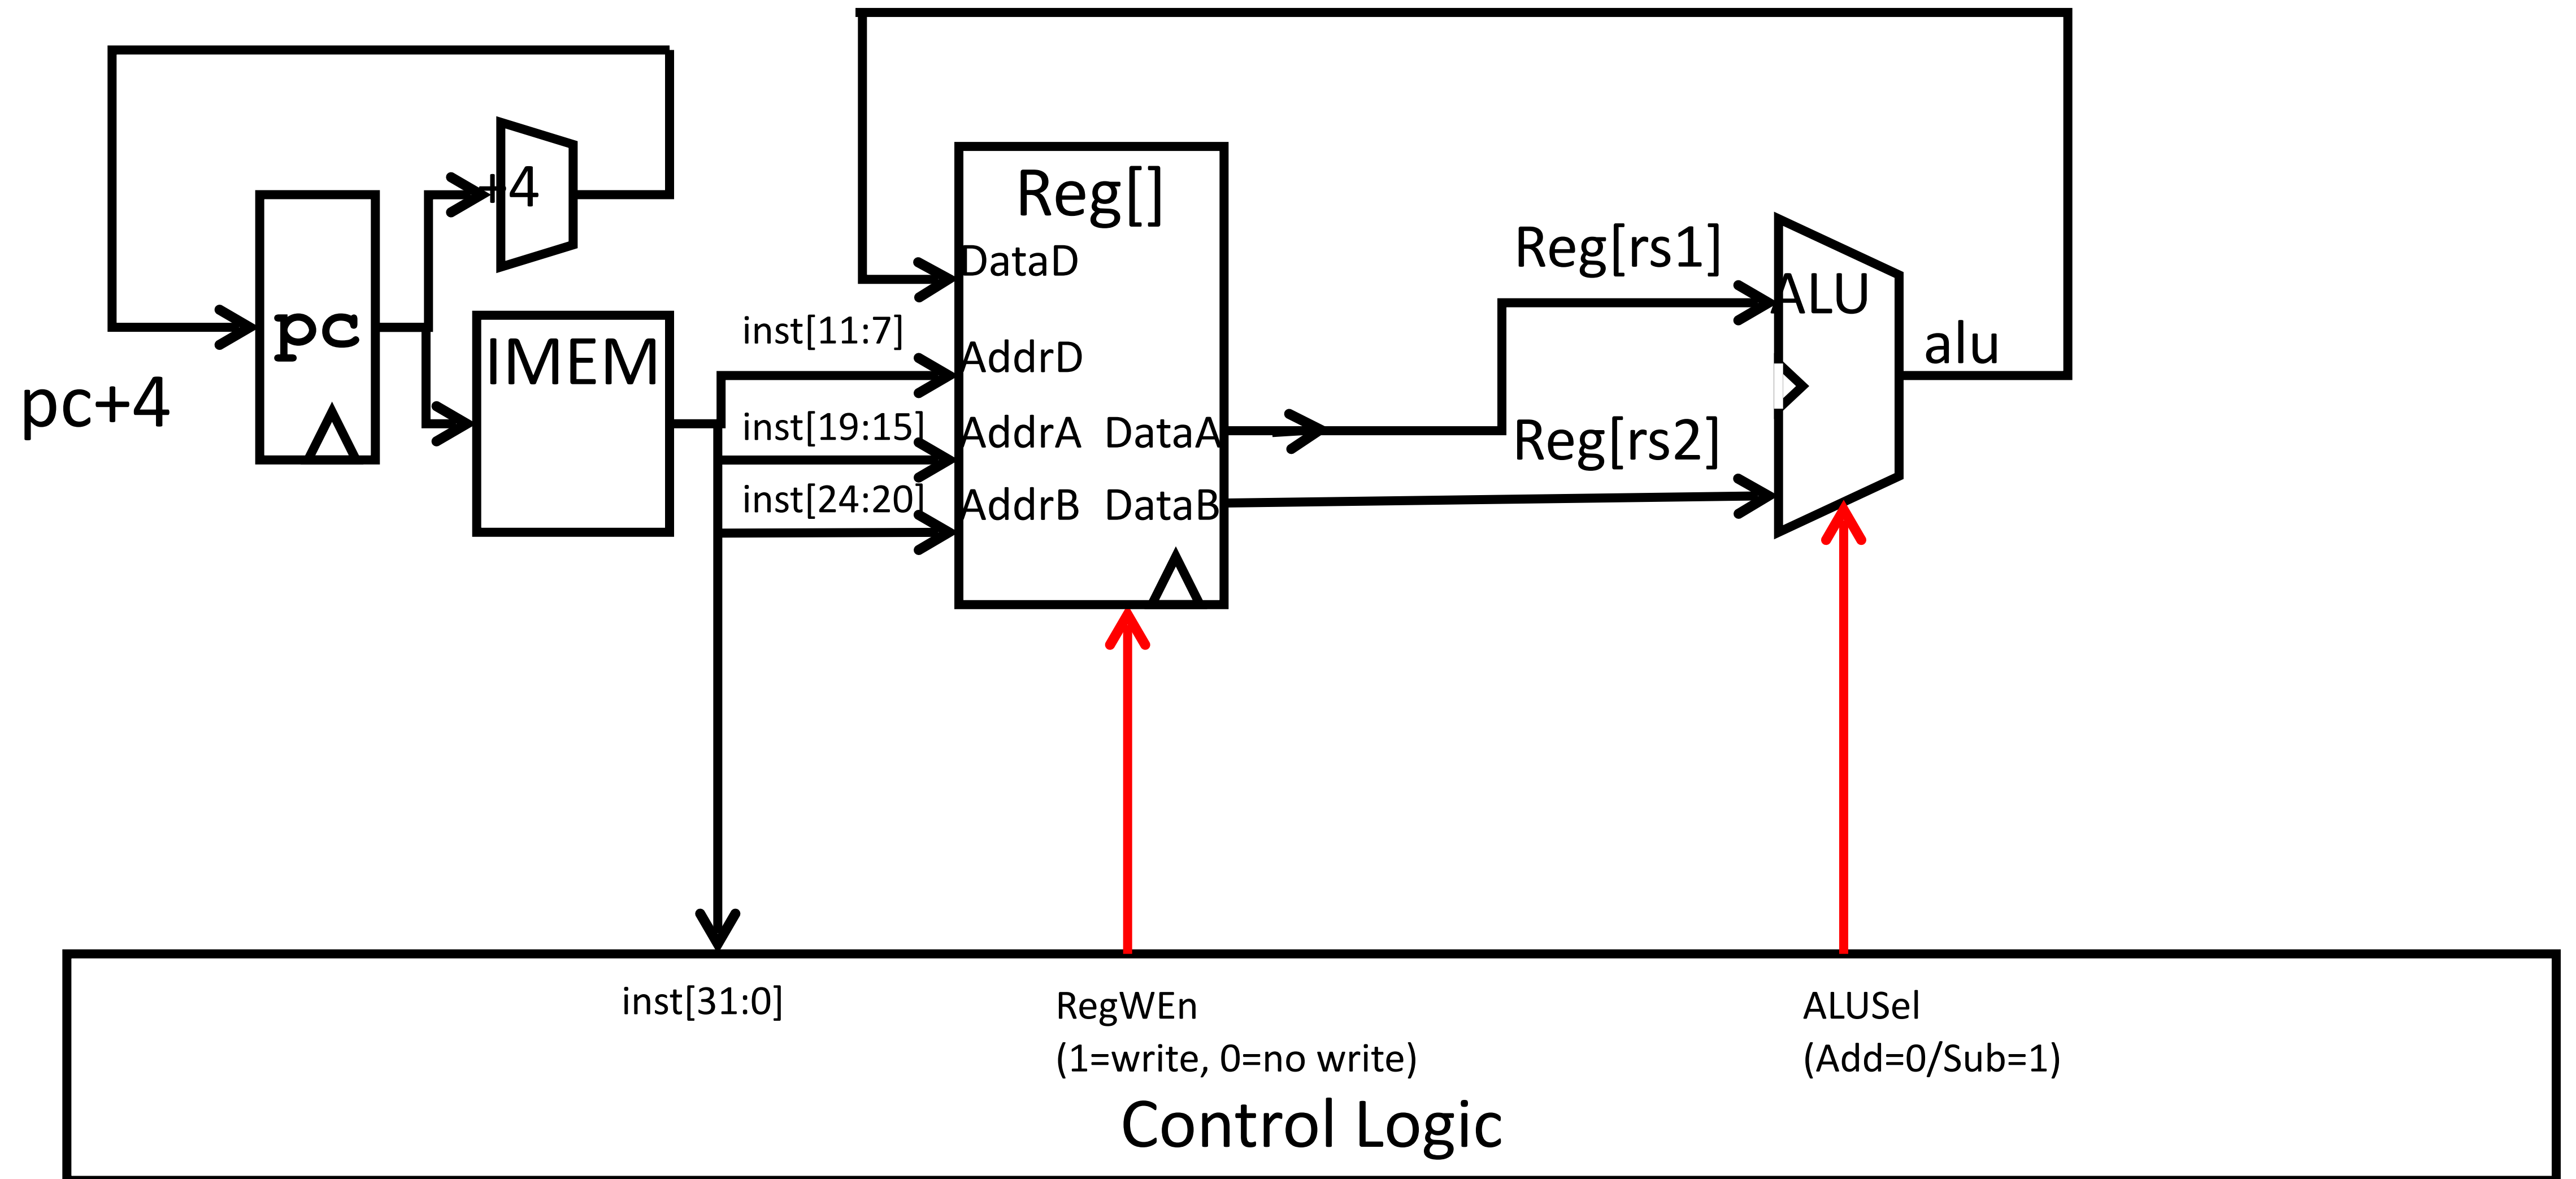 pc+4
pc
+4
IMEM
inst[11:7]
inst[19:15]
inst[24:20]
Reg[]
DataD
AddrD
AddrA DataA
AddrB DataB
Reg[rs1]
Reg[rs2]
ALU
alu
inst[31:0]
RegWEn
(1=write, 0=no write)
ALUSel
(Add=0/Sub=1)
Control Logic